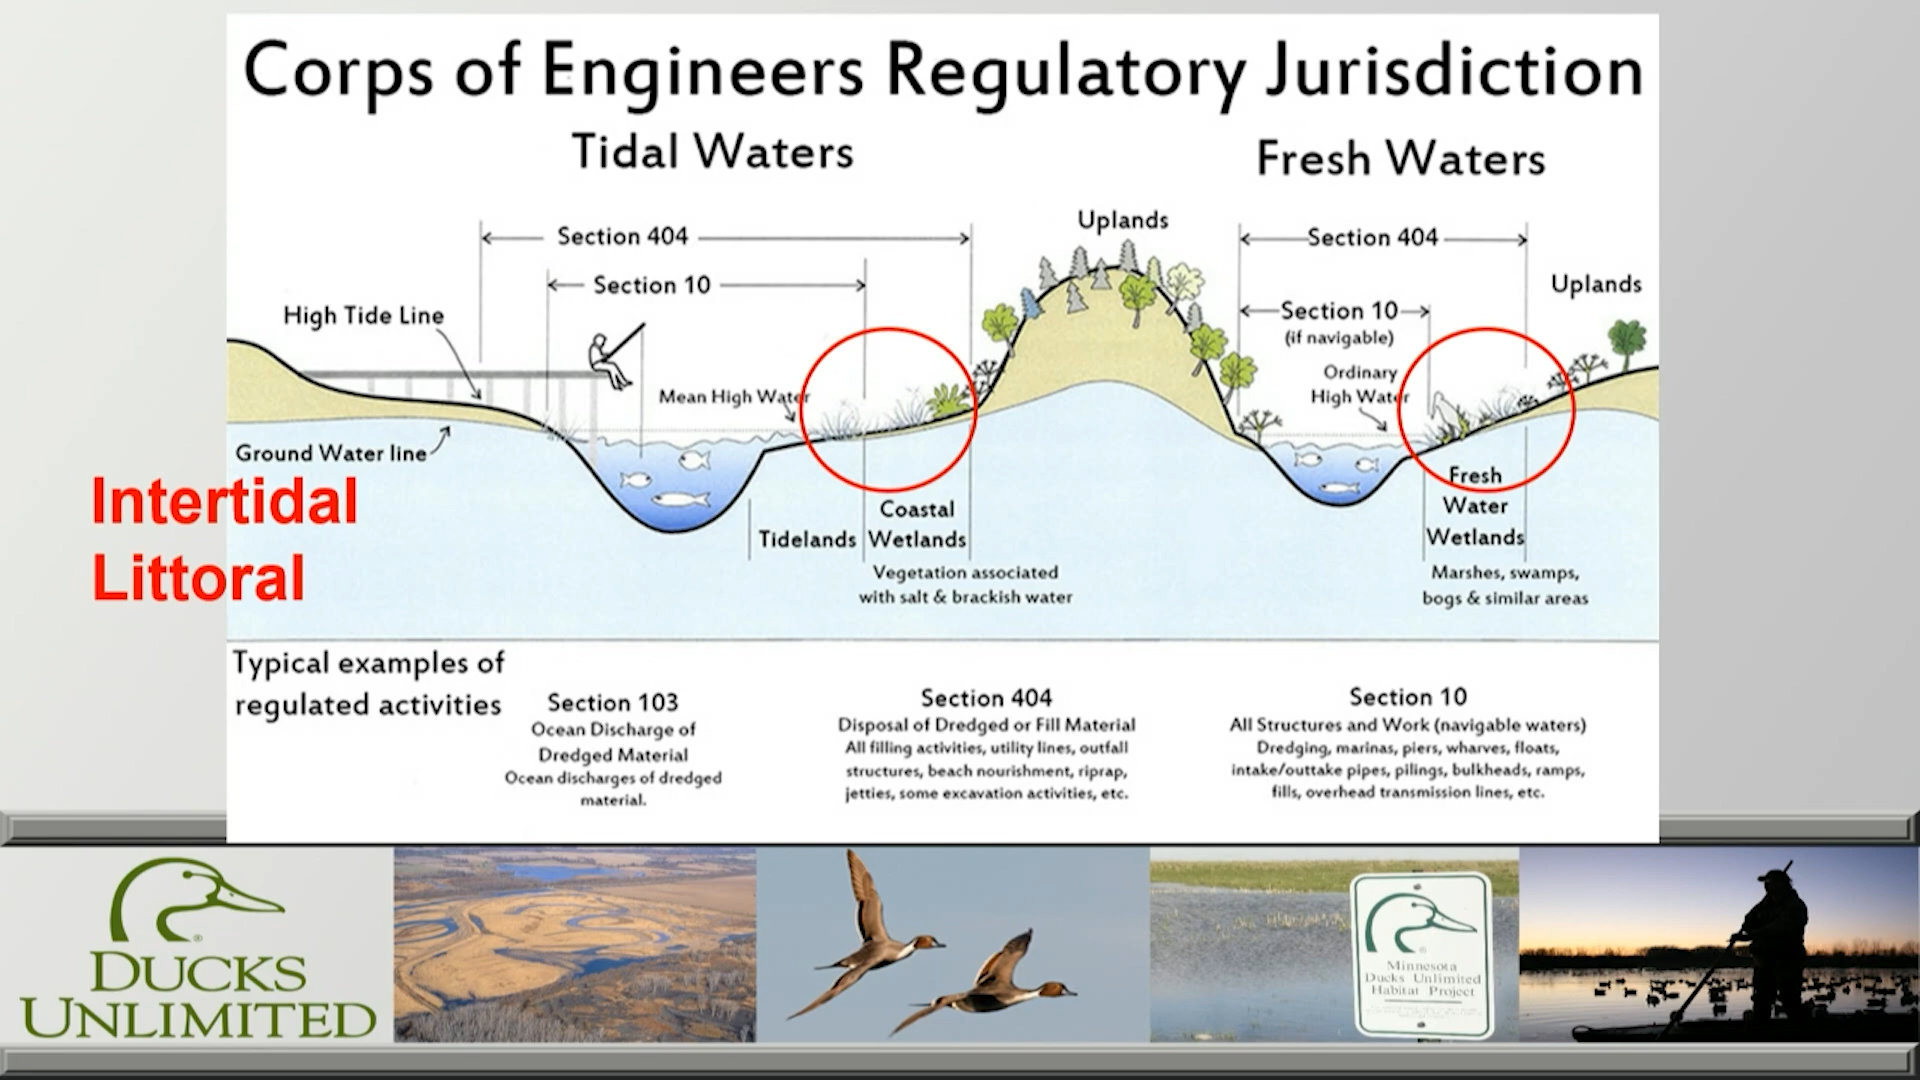 Corps of Engineers Regulatory Jurisdiction
Tidal Waters
Fresh Waters
Section 404
Section 10
High Tide Line
Mean High Water
Ground Water line
Uplands
Section 404
Section 10
(if navigable)
Ordinary
High Water
Uplands
Intertidal
Littoral
Tidelands
Coastal
Wetlands
Vegetation associated
with salt & brackish water
Fresh
Water
Wetlands
Marshes, swamps,
bogs & similar areas
Typical examples of
regulated activities
Section 103
Ocean Discharge of
Dredged Material
Ocean discharges of dredged
material.
Section 404
Disposal of Dredged or Fill Material
All filling activities, utility lines, outfall
structures, beach nourishment, riprap,
jetties, some excavation activities, etc.
Section 10
All Structures and Work (navigable waters)
Dredging, marinas, piers, wharves, floats,
intake/outtake pipes, pilings, bulkheads, ramps,
fills, overhead transmission lines, etc.
®
DUCKS
UNLIMITED
Minnesota
Ducks Unlimited
Habitat Project